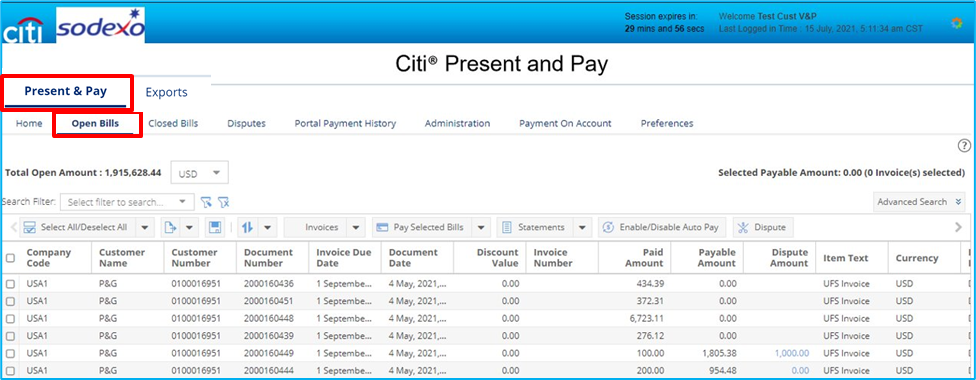 citi sodexo
Session expires in: Welcome Test Cust V&P
29 mins and 56 secs Last Logged in Time : 15 July, 2021, 5:11:34 am CST
Citi® Present and Pay
Present & Pay Exports
Home Open Bills Closed Bills Disputes Portal Payment History Administration Payment On Account Preferences
?
Total Open Amount : 1,915,628.44 USD Selected Payable Amount: 0.00 (0 Invoice(s) selected)
Search Filter: Select filter to search... Advanced Search
Select All/Deselect All Invoices Pay Selected Bills Statements Enable/Disable Auto Pay Dispute
Company Customer Customer Document Invoice Due Document Discount Invoice Paid Payable Dispute Item Text Currency
Code Name Number Number Date Date Value Number Amount Amount Amount
USA1 P&G 0100016951 2000160436 1 Septembe... 4 May, 2021,... 0.00 434.39 0.00 UFS Invoice USD
USA1 P&G 0100016951 2000160451 1 Septembe... 4 May, 2021,... 0.00 372.31 0.00 UFS Invoice USD
USA1 P&G 0100016951 2000160448 1 Septembe... 4 May, 2021,... 0.00 6,723.11 0.00 UFS Invoice USD
USA1 P&G 0100016951 2000160439 1 Septembe... 4 May, 2021,... 0.00 276.12 0.00 UFS Invoice USD
USA1 P&G 0100016951 2000160449 1 Septembe... 4 May, 2021,... 0.00 100.00 1,805.38 1,000.00 UFS Invoice USD
USA1 P&G 0100016951 2000160444 1 Septembe... 4 May, 2021,... 0.00 200.00 954.48 0.00 UFS Invoice USD